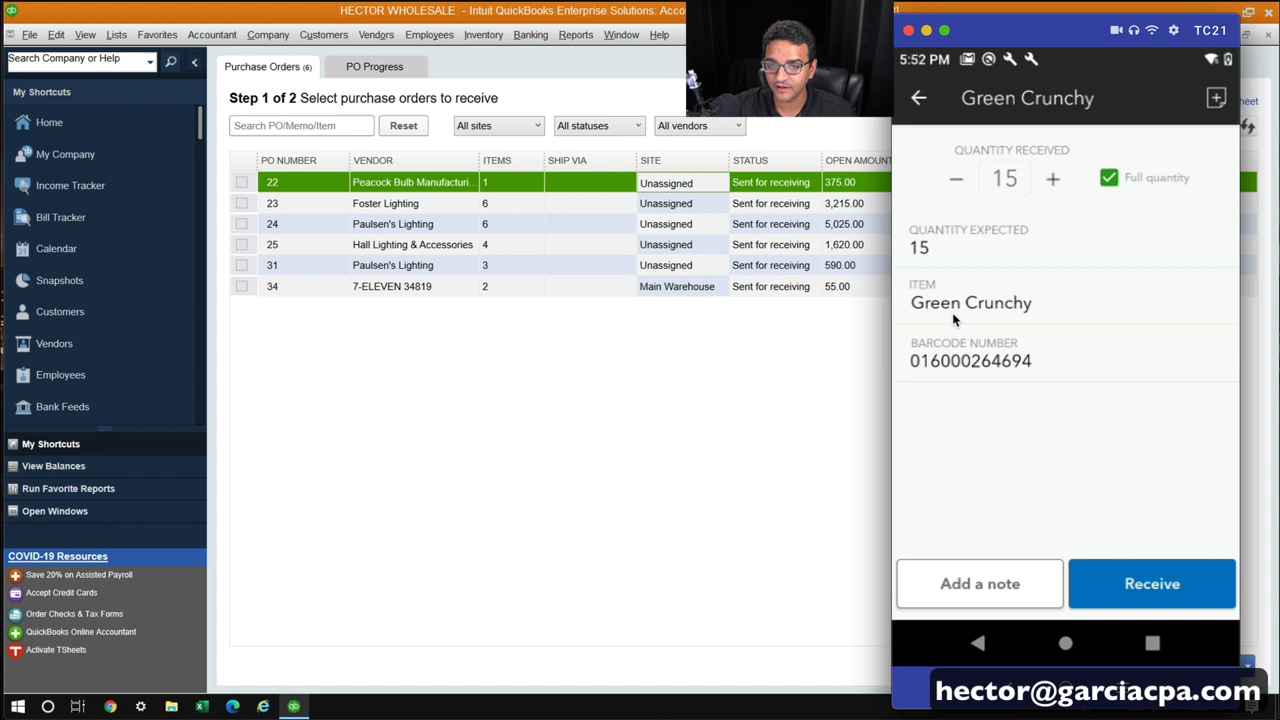 HECTOR WHOLESALE - Intuit QuickBooks Enterprise Solutions: Acco
File Edit View Lists Favorites Accountant Company Customers Vendors Employees Inventory Banking Reports Window Help
Search Company or Help
My Shortcuts
Home
My Company
Income Tracker
Bill Tracker
Calendar
Snapshots
Customers
Vendors
Employees
Bank Feeds
My Shortcuts
View Balances
Run Favorite Reports
Open Windows
COVID-19 Resources
Save 20% on Assisted Payroll
Accept Credit Cards
Order Checks & Tax Forms
QuickBooks Online Accountant
Activate TSheets
Purchase Orders (6) PO Progress
Step 1 of 2 Select purchase orders to receive
Search PO/Memo/Item Reset All sites All statuses All vendors
PO NUMBER VENDOR ITEMS SHIP VIA SITE STATUS OPEN AMOUNT
22 Peacock Bulb Manufacturi... 1 Unassigned Sent for receiving 375.00
23 Foster Lighting 6 Unassigned Sent for receiving 3,215.00
24 Paulsen's Lighting 6 Unassigned Sent for receiving 5,025.00
25 Hall Lighting & Accessories 4 Unassigned Sent for receiving 1,620.00
31 Paulsen's Lighting 3 Unassigned Sent for receiving 590.00
34 7-ELEVEN 34819 2 Main Warehouse Sent for receiving 55.00
heet
TC21
5:52 PM
Green Crunchy
QUANTITY RECEIVED
15 Full quantity
QUANTITY EXPECTED
15
ITEM
Green Crunchy
BARCODE NUMBER
016000264694
Add a note Receive
hector@garciacpa.com